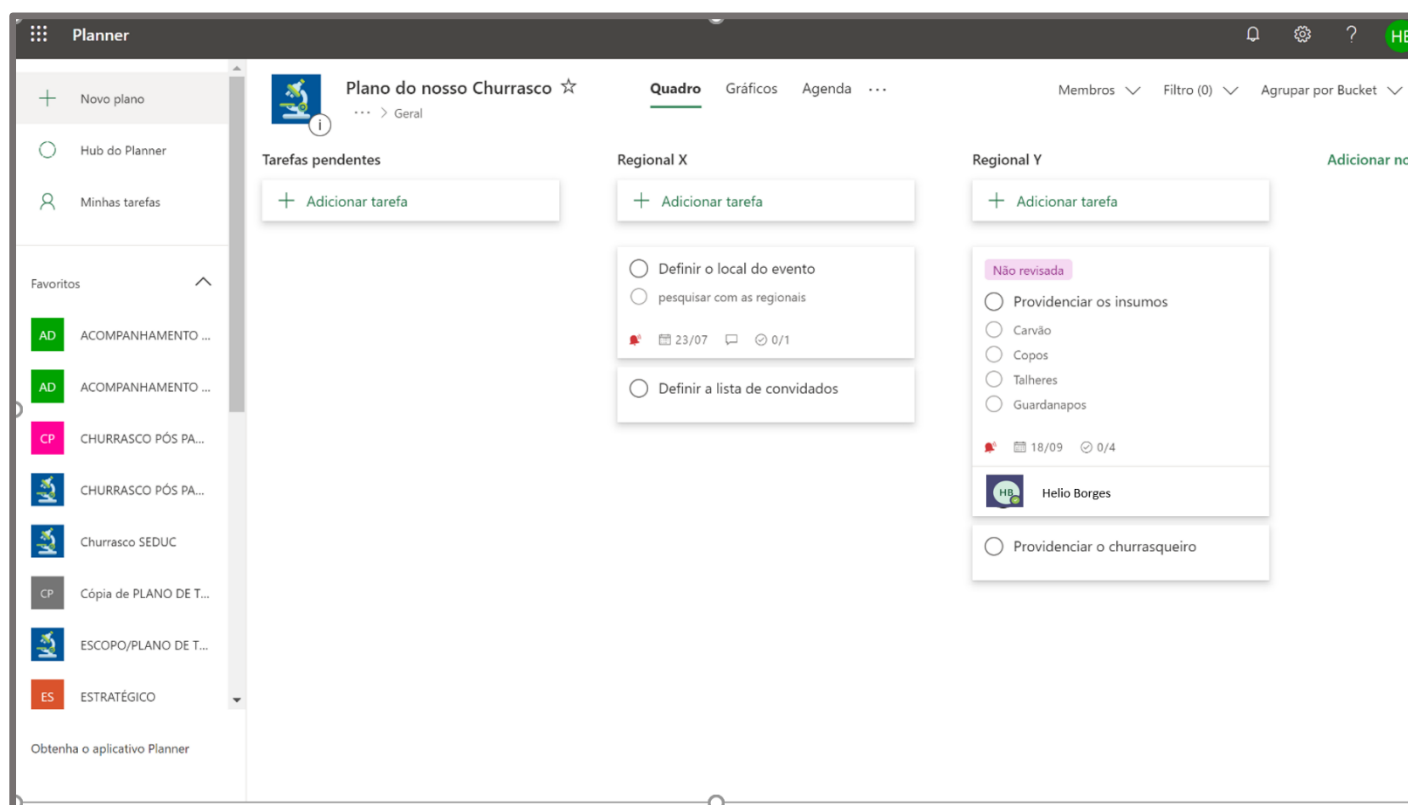 Planner
HB
Novo plano
Hub do Planner
Minhas tarefas
Favoritos
AD ACOMPANHAMENTO ...
AD ACOMPANHAMENTO ...
CP CHURRASCO PÓS PA...
CHURRASCO PÓS PA...
Churrasco SEDUC
CP Cópia de PLANO DE T...
ESCOPO/PLANO DE T...
ES ESTRATÉGICO
Obtenha o aplicativo Planner
Plano do nosso Churrasco
... > Geral
Quadro Gráficos Agenda ...
Membros Filtro (0) Agrupar por Bucket
Tarefas pendentes
+ Adicionar tarefa
Regional X
+ Adicionar tarefa
Definir o local do evento
pesquisar com as regionais
23/07 0/1
Definir a lista de convidados
Regional Y
+ Adicionar tarefa
Não revisada
Providenciar os insumos
Carvão
Copos
Talheres
Guardanapos
18/09 0/4
HB Helio Borges
Providenciar o churrasqueiro
Adicionar no